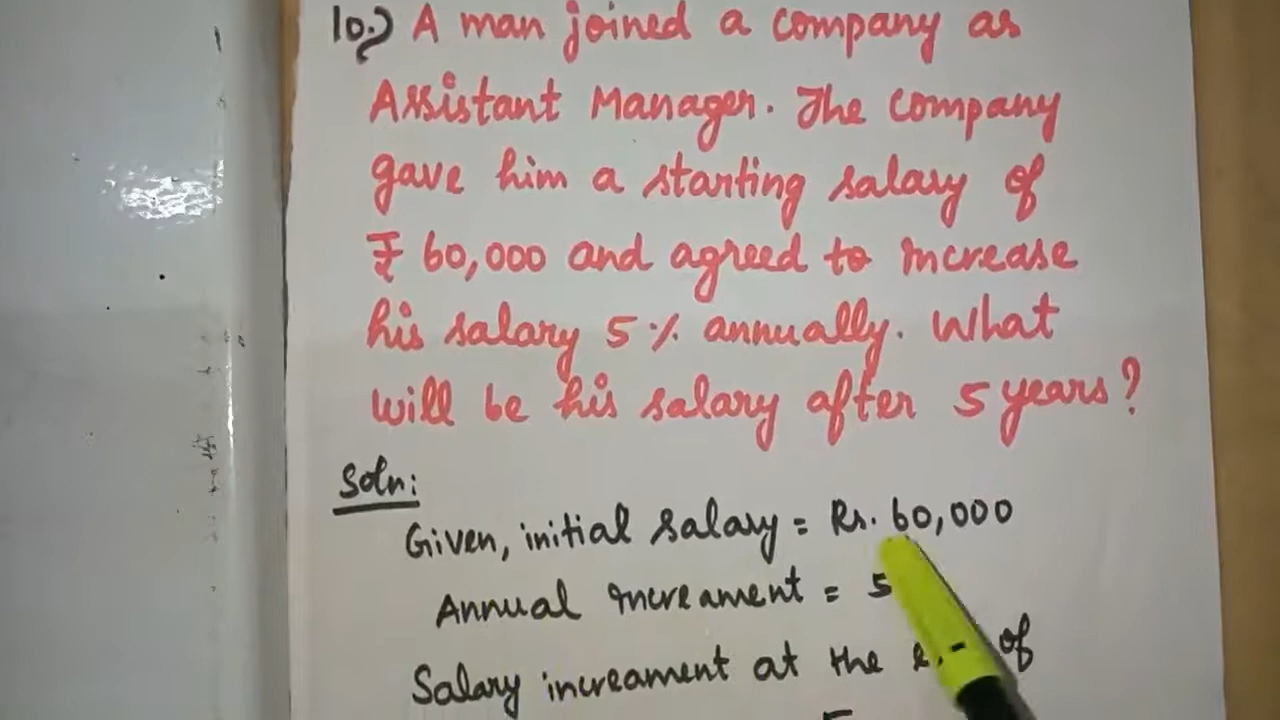 10.) A man joined a company as
Assistant Manager. The company
gave him a starting salary of
₹ 60,000 and agreed to increase
his salary 5% annually. What
will be his salary after 5 years?
Soln:
Given, initial salary = Rs. 60,000
Annual increament = 5
Salary increament at the of
5